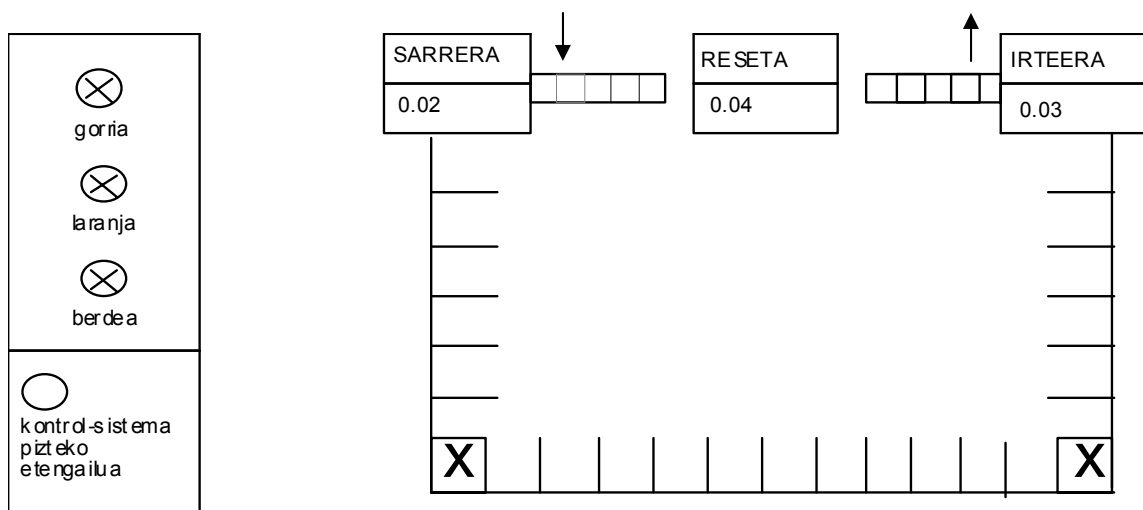 gorria
laranja
berdea
kontrol-sistema
pizteko
etengailua
SARRERA
0.02
RESETA
0.04
IRTEERA
0.03
X
X